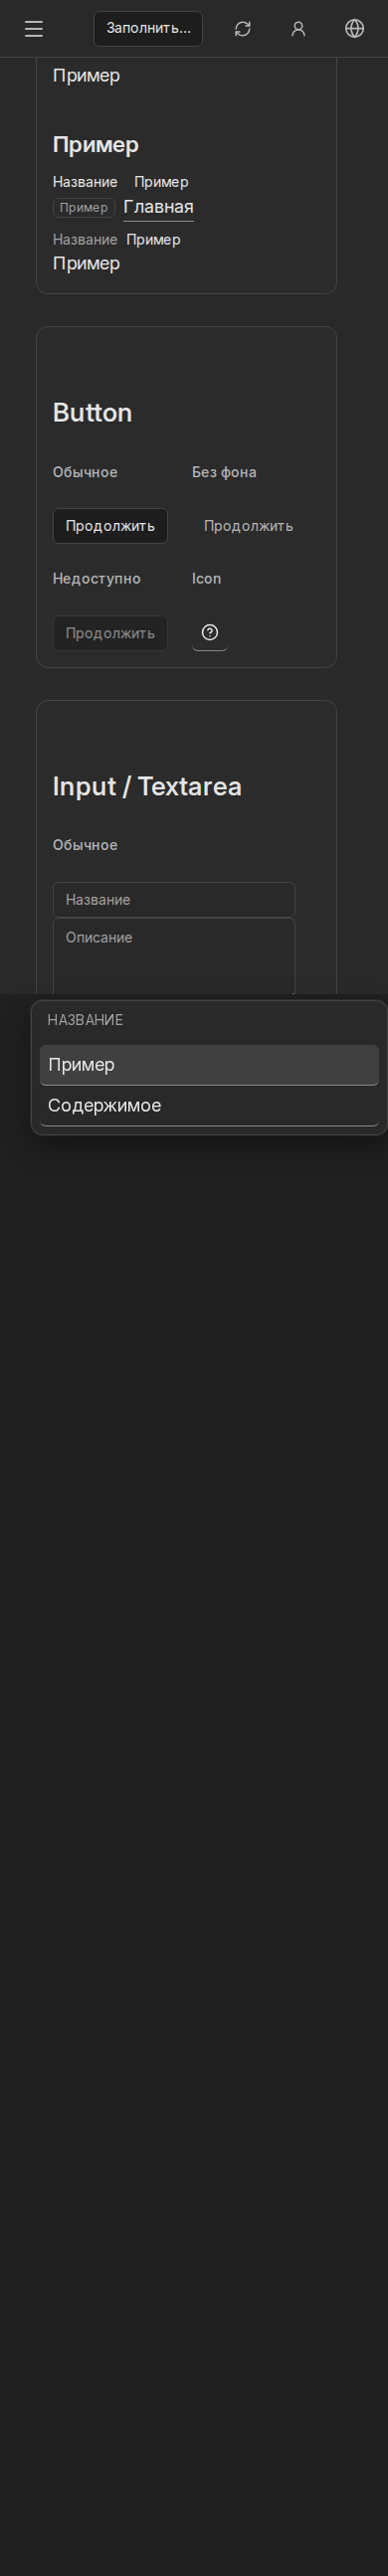 Заполнить...
Пример
Пример
Название Пример
Пример Главная
Название Пример
Пример
Button
Обычное Без фона
Продолжить Продолжить
Недоступно Icon
Продолжить
Input / Textarea
Обычное
Название
Описание
НАЗВАНИЕ
Пример
Содержимое